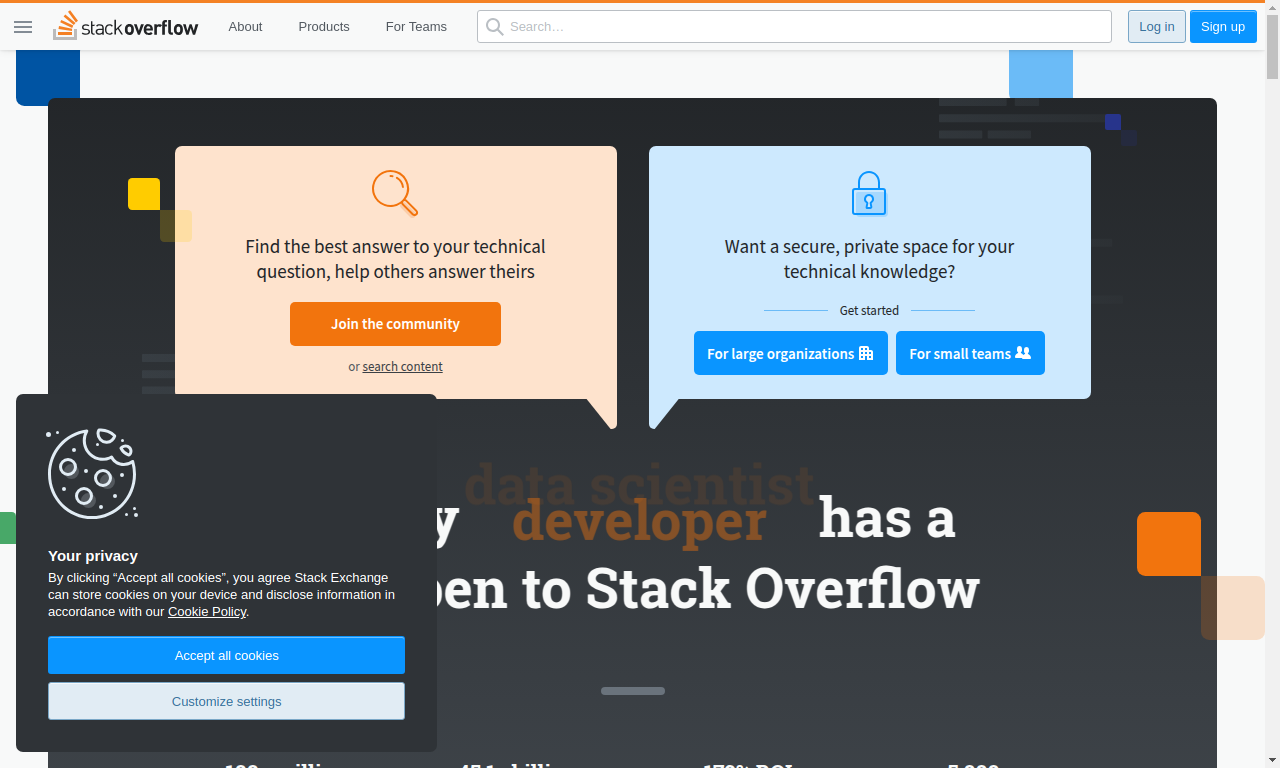 stackoverflow
About
Products
For Teams
Search…
Log in
Sign up
Find the best answer to your technical
question, help others answer theirs
Join the community
or search content
Want a secure, private space for your
technical knowledge?
Get started
For large organizations
For small teams
data scientist
developer
has a
to Stack Overflow
Your privacy
By clicking “Accept all cookies”, you agree Stack Exchange
can store cookies on your device and disclose information in
accordance with our Cookie Policy.
Accept all cookies
Customize settings